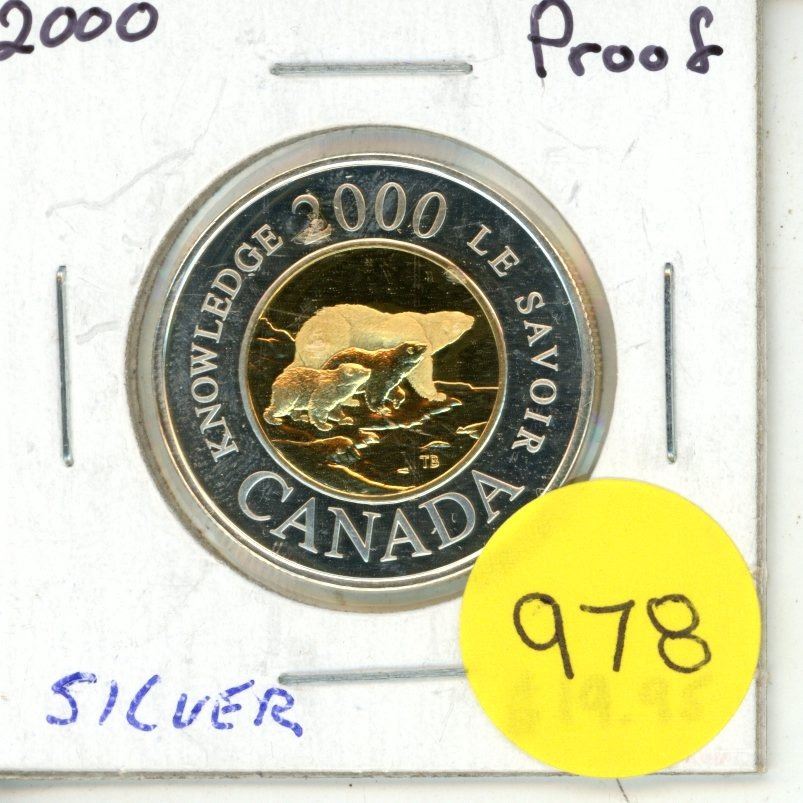 2000 Proof
KNOWLEDGE 2000 LE SAVOIR
TB
CANADA
978
SILVER